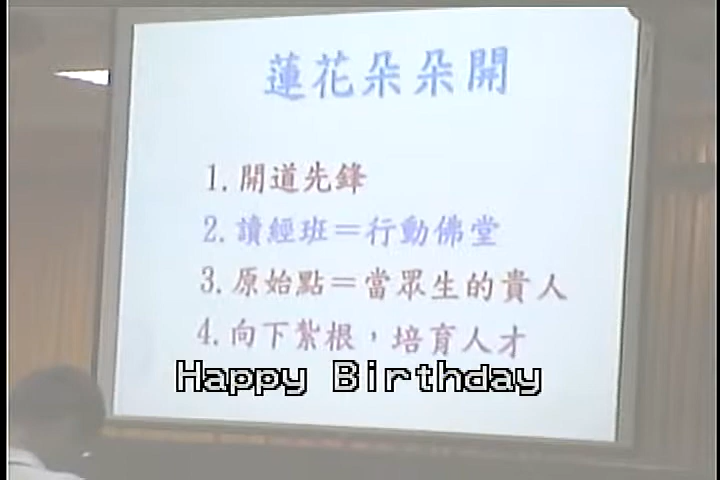 蓮花朵朵開
1.開道先鋒
2.讀經班＝行動佛堂
3.原始點＝當眾生的貴人
4.向下紮根，培育人才
Happy Birthday